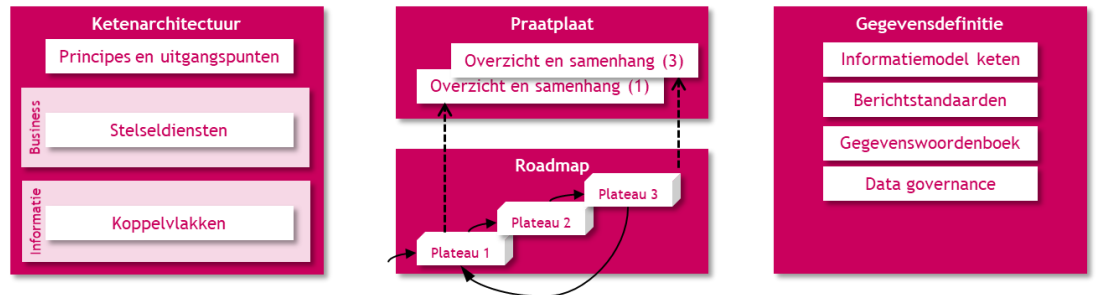 Ketenarchitectuur
Principes en uitgangspunten
Business
Stelseldiensten
Informatie
Koppelvlakken
Praatplaat
Overzicht en samenhang (3)
Overzicht en samenhang (1)
Roadmap
Plateau 3
Plateau 2
Plateau 1
Gegevensdefinitie
Informatiemodel keten
Berichtstandaarden
Gegevenswoordenboek
Data governance